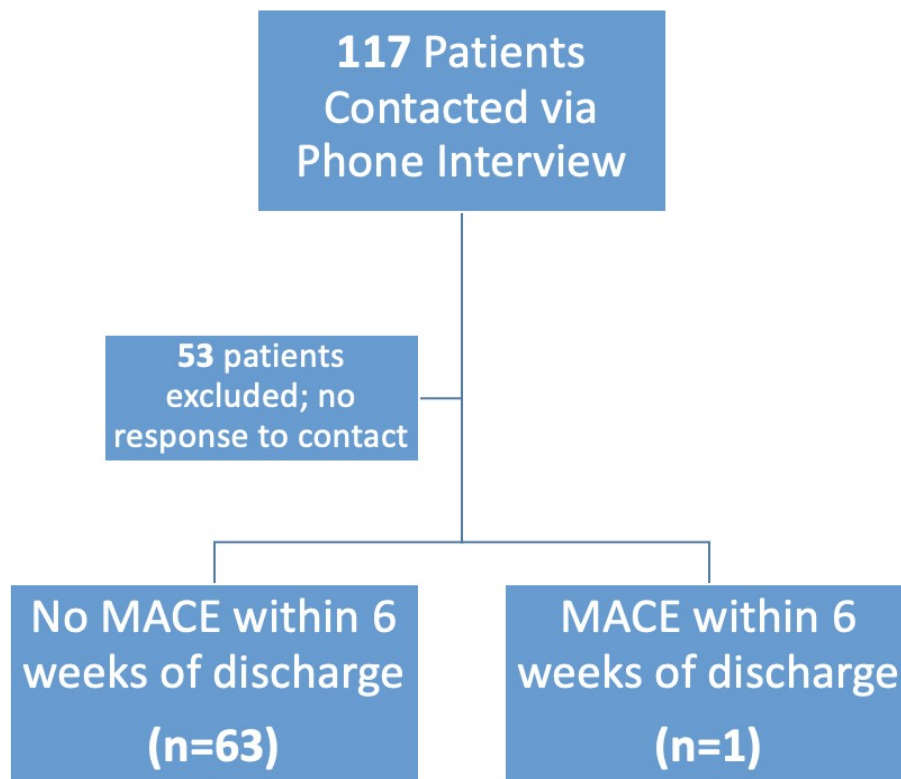 117 Patients
Contacted via
Phone Interview
53 patients
excluded; no
response to contact
No MACE within 6
weeks of discharge
(n=63)
MACE within 6
weeks of discharge
(n=1)